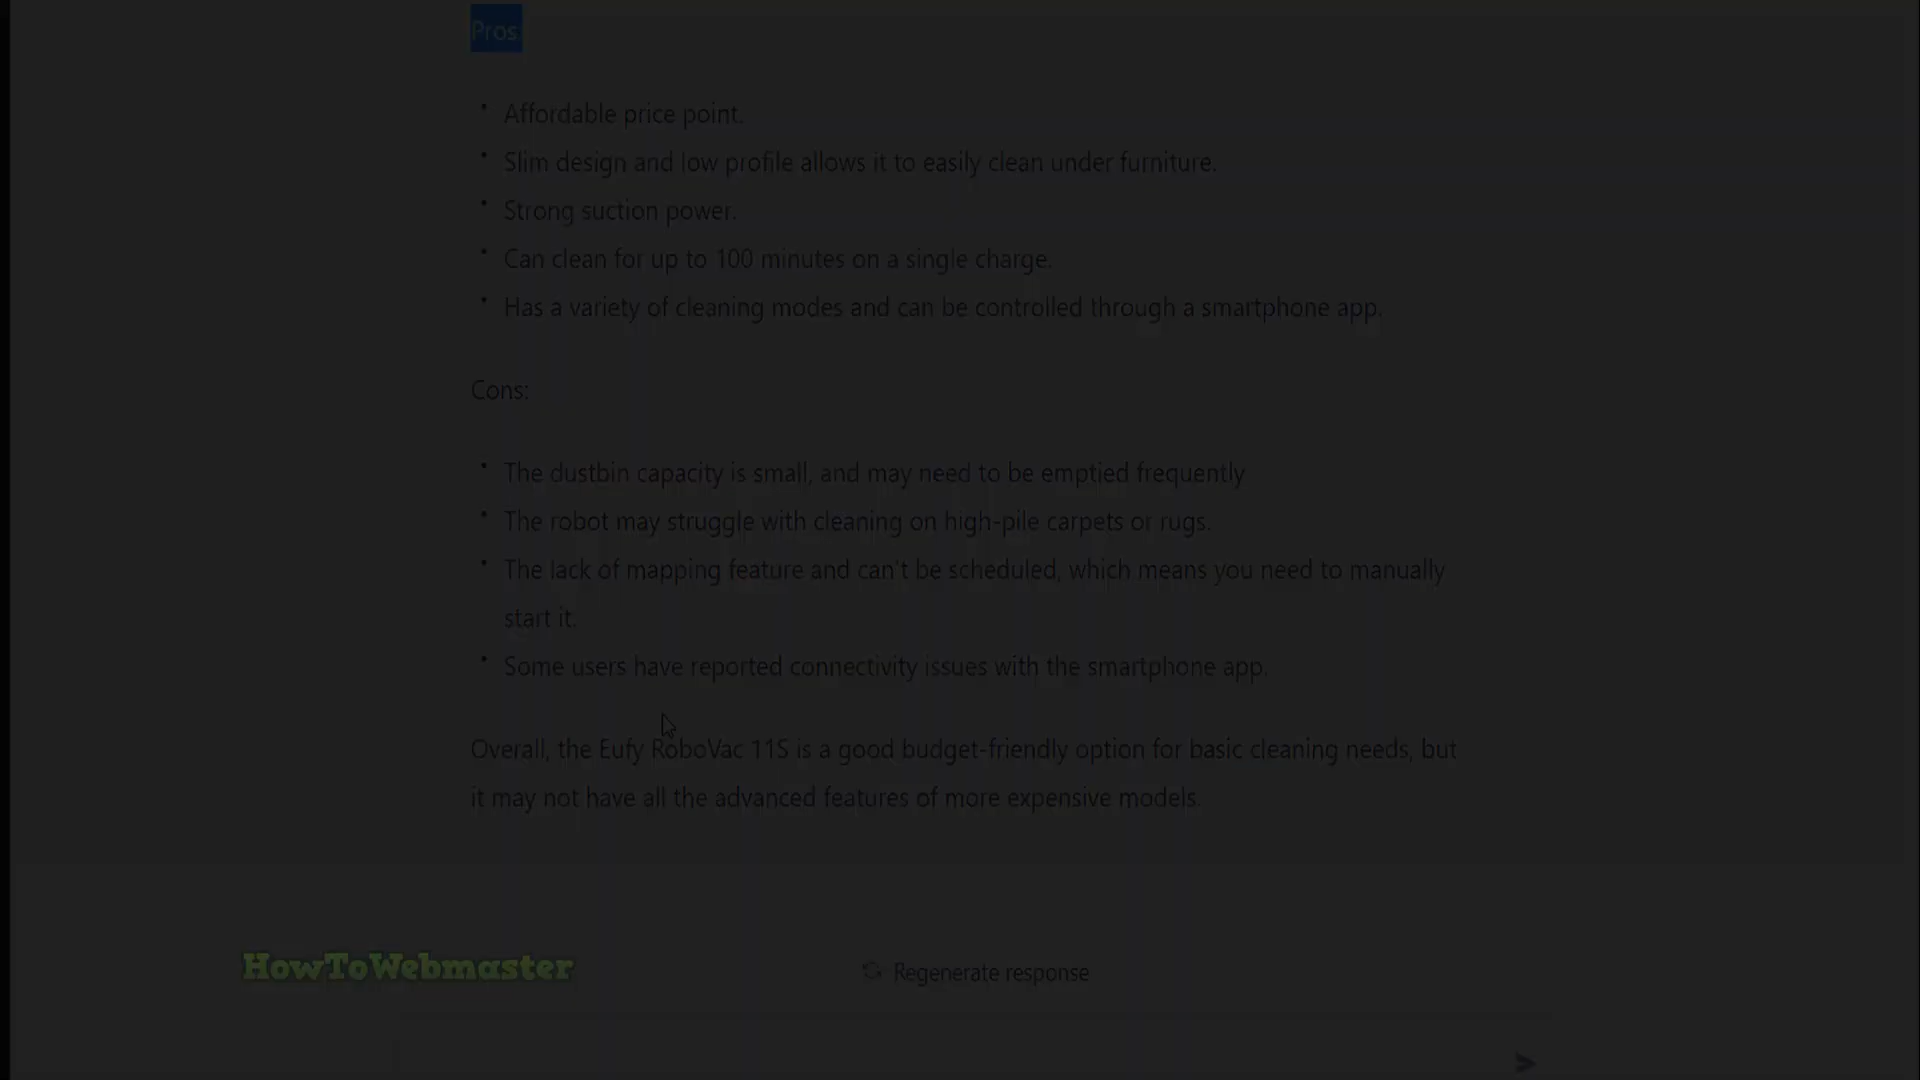 Pros
• Affordable price point.
• Slim design and low profile allows it to easily clean under furniture.
• Strong suction power.
• Can clean for up to 100 minutes on a single charge.
• Has a variety of cleaning modes and can be controlled through a smartphone app.
Cons:
• The dustbin capacity is small, and may need to be emptied frequently
• The robot may struggle with cleaning on high-pile carpets or rugs.
• The lack of mapping feature and can't be scheduled, which means you need to manually
start it.
• Some users have reported connectivity issues with the smartphone app.
Overall, the Eufy RoboVac 11S is a good budget-friendly option for basic cleaning needs, but
it may not have all the advanced features of more expensive models.
HowToWebmaster
Regenerate response